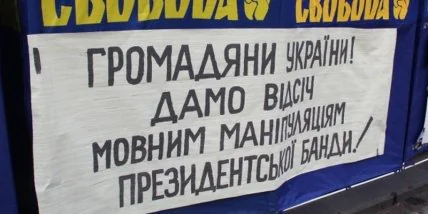 СВОБОДА СВОБОДА
ГРОМАДЯНИ УКРАЇНИ!
ДАМО ВІДСІЧ
МОВНИМ МАНІПУЛЯЦІЯМ
ПРЕЗИДЕНТСЬКОЇ БАНДИ!